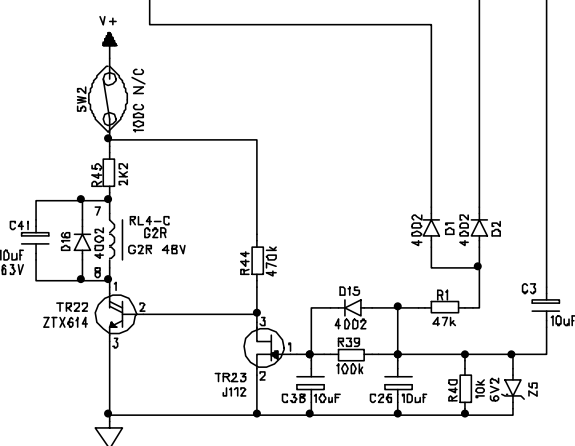 V+
SW2
10DC N/C
R45
2K2
7
C41
10uF
63V
D16
4002
RL4-C
G2R
G2R 48V
8
R44
470k
1
TR22
ZTX614
2
3
4002
D1
4002
D2
D15
4002
R1
47k
C3
10uF
3
R39
100k
1
TR23
J112
2
C38
10uF
C26
10uF
R40
10k
6V2
Z5